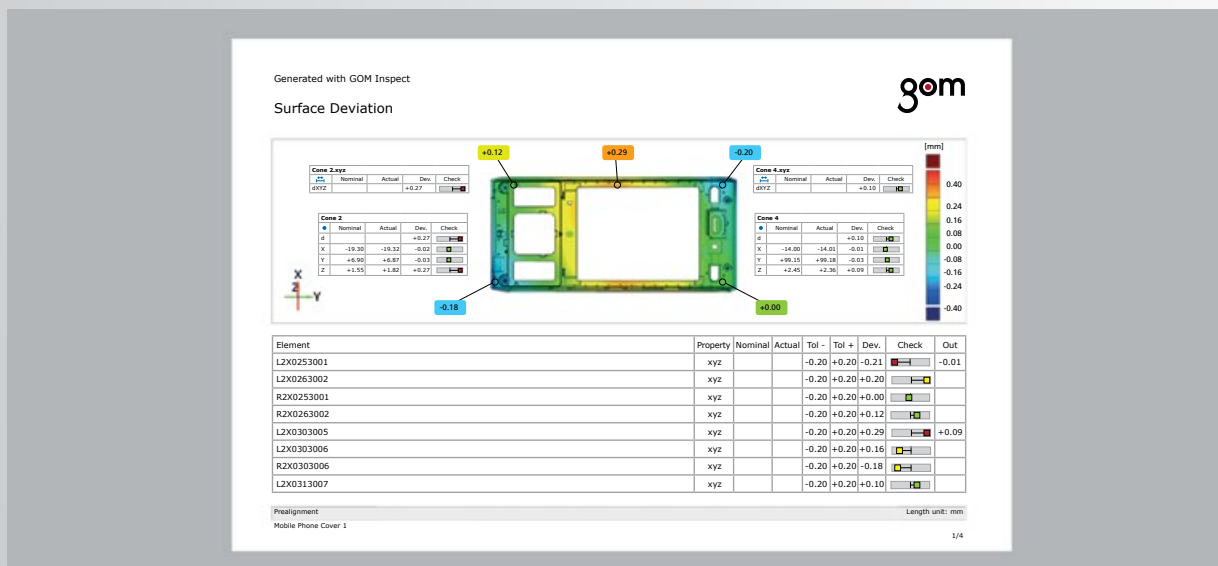 Generated with GOM Inspect
gom
Surface Deviation
+0.12 +0.29 -0.20 [mm]
Cone 2.xyz
Nominal Actual Dev. Check
dXYZ +0.27
Cone 4.xyz
Nominal Actual Dev. Check
dXYZ +0.10
Cone 2
Nominal Actual Dev. Check
d +0.27
X -19.30 -19.32 -0.02
Y +6.90 +6.87 -0.03
Z +1.55 +1.82 +0.27
Cone 4
Nominal Actual Dev. Check
d +0.10
X -14.00 -14.01 -0.01
Y +99.15 +99.18 -0.03
Z +2.45 +2.36 +0.09
0.40
0.24
0.16
0.08
0.00
-0.08
-0.16
-0.24
-0.40
X
Z
Y
-0.18 +0.00
Element Property Nominal Actual Tol - Tol + Dev. Check Out
L2X0253001 xyz -0.20 +0.20 -0.21 -0.01
L2X0263002 xyz -0.20 +0.20 +0.20
R2X0253001 xyz -0.20 +0.20 +0.00
R2X0263002 xyz -0.20 +0.20 +0.12
L2X0303005 xyz -0.20 +0.20 +0.29 +0.09
L2X0303006 xyz -0.20 +0.20 +0.16
R2X0303006 xyz -0.20 +0.20 -0.18
L2X0313007 xyz -0.20 +0.20 +0.10
Prealignment Length unit: mm
Mobile Phone Cover 1
1/4